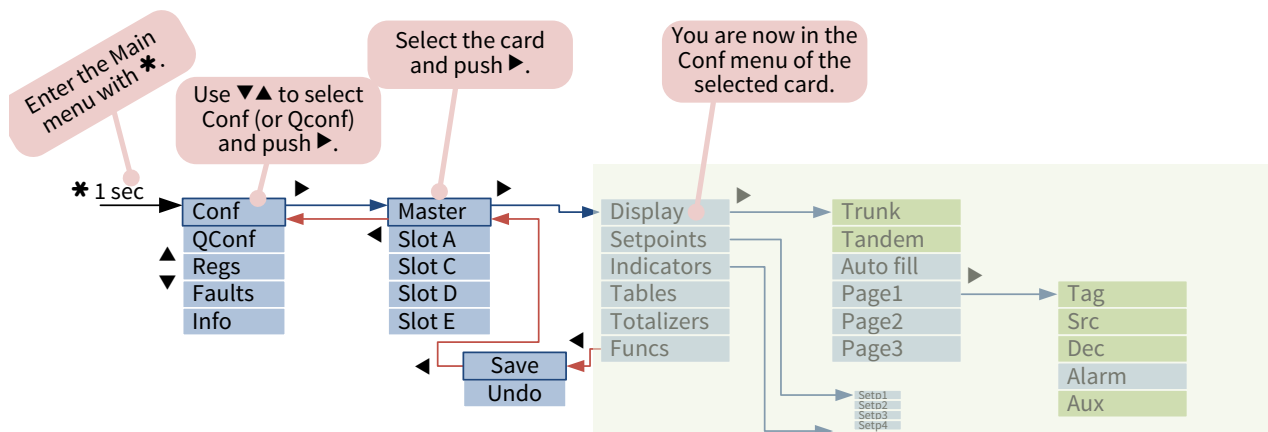 Enter the Main
menu with ✱.
Use ▼▲ to select
Conf (or Qconf)
and push ►.
Select the card
and push ►.
You are now in the
Conf menu of the
selected card.
✱ 1 sec
Conf
QConf
Regs
Faults
Info
Master
Slot A
Slot C
Slot D
Slot E
Save
Undo
Display
Setpoints
Indicators
Tables
Totalizers
Funcs
Trunk
Tandem
Auto fill
Page1
Page2
Page3
Setp1
Setp2
Setp3
Setp4
Tag
Src
Dec
Alarm
Aux